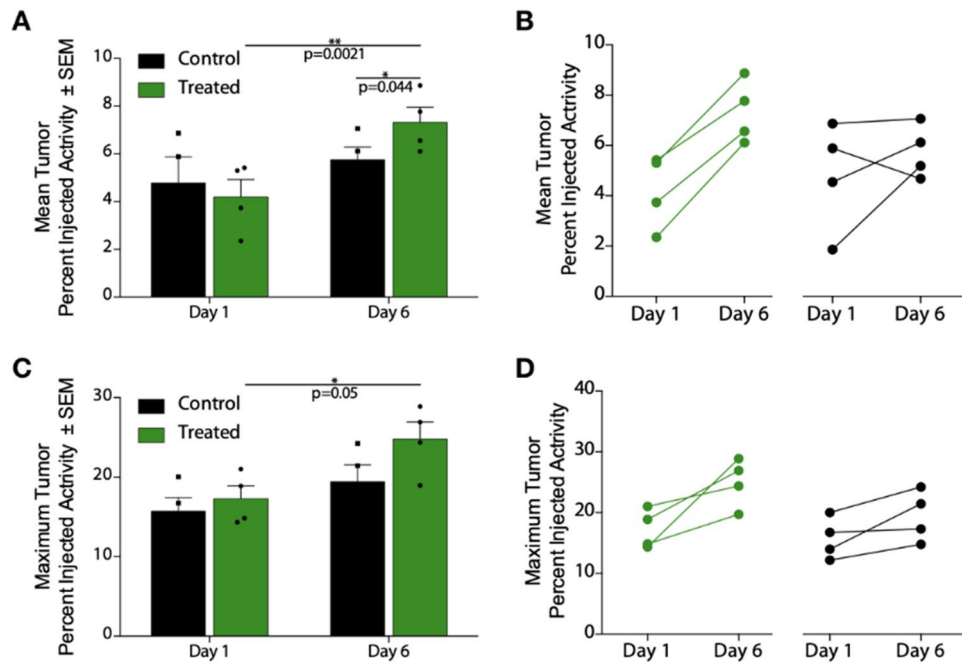 A
Mean Tumor
Percent Injected Actrivity ± SEM
10
8
6
4
2
0
Control
Treated
**
p=0.0021
*
p=0.044
Day 1
Day 6
B
Mean Tumor
Percent Injected Activity
10
8
6
4
2
0
Day 1
Day 6
Day 1
Day 6
C
Maximum Tumor
Percent Injected Actrivity ± SEM
30
20
10
0
Control
Treated
*
p=0.05
Day 1
Day 6
D
Maximum Tumor
Percent Injected Activity
40
30
20
10
0
Day 1
Day 6
Day 1
Day 6